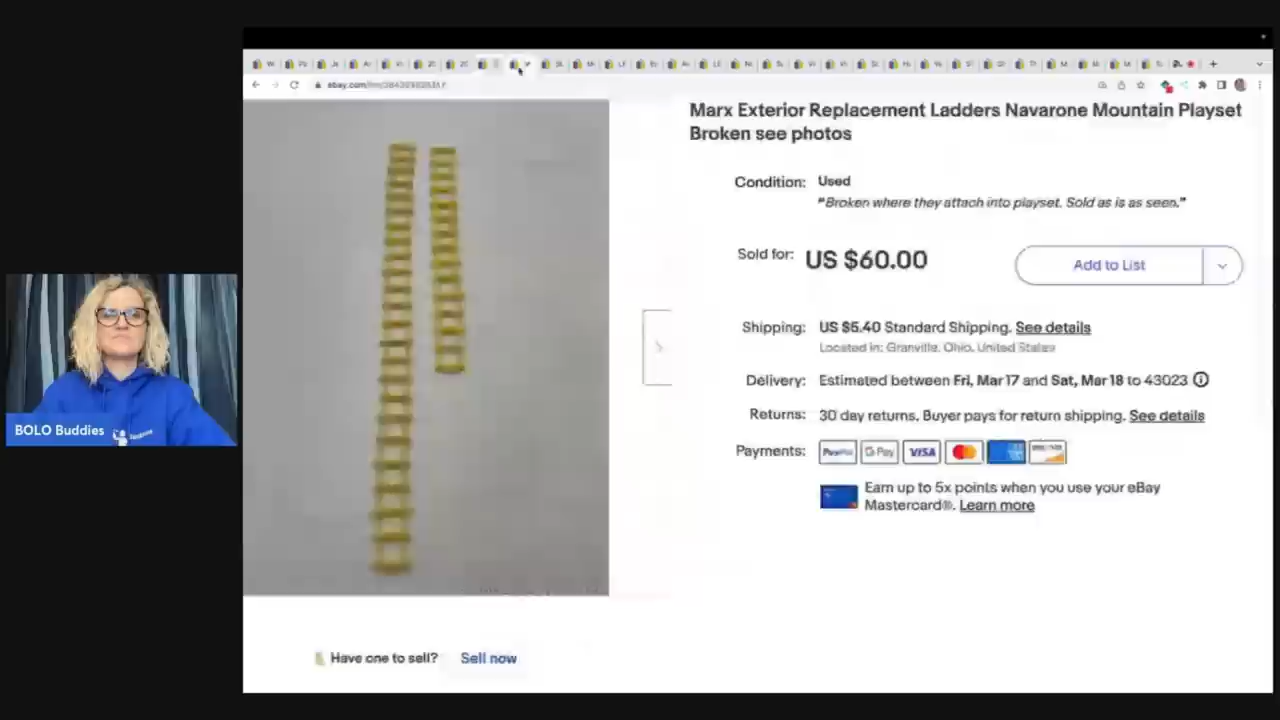 Marx Exterior Replacement Ladders Navarone Mountain Playset
Broken see photos
Condition: Used
"Broken where they attach into playset. Sold as is as seen."
Sold for: US $60.00
Add to List
Shipping: US $5.40 Standard Shipping. See details
Located in: Granville, Ohio, United States
Delivery: Estimated between Fri, Mar 17 and Sat, Mar 18 to 43023
Returns: 30 day returns. Buyer pays for return shipping. See details
Payments: PayPal G Pay VISA
Earn up to 5x points when you use your eBay
Mastercard®. Learn more
BOLO Buddies
Have one to sell? Sell now